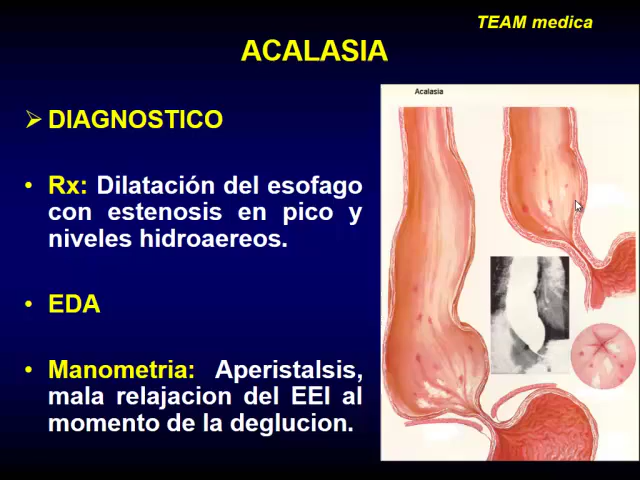 TEAM medica
ACALASIA
Acalasia
➢ DIAGNOSTICO
• Rx: Dilatación del esofago
con estenosis en pico y
niveles hidroaereos.
• EDA
• Manometria: Aperistalsis,
mala relajacion del EEI al
momento de la deglucion.